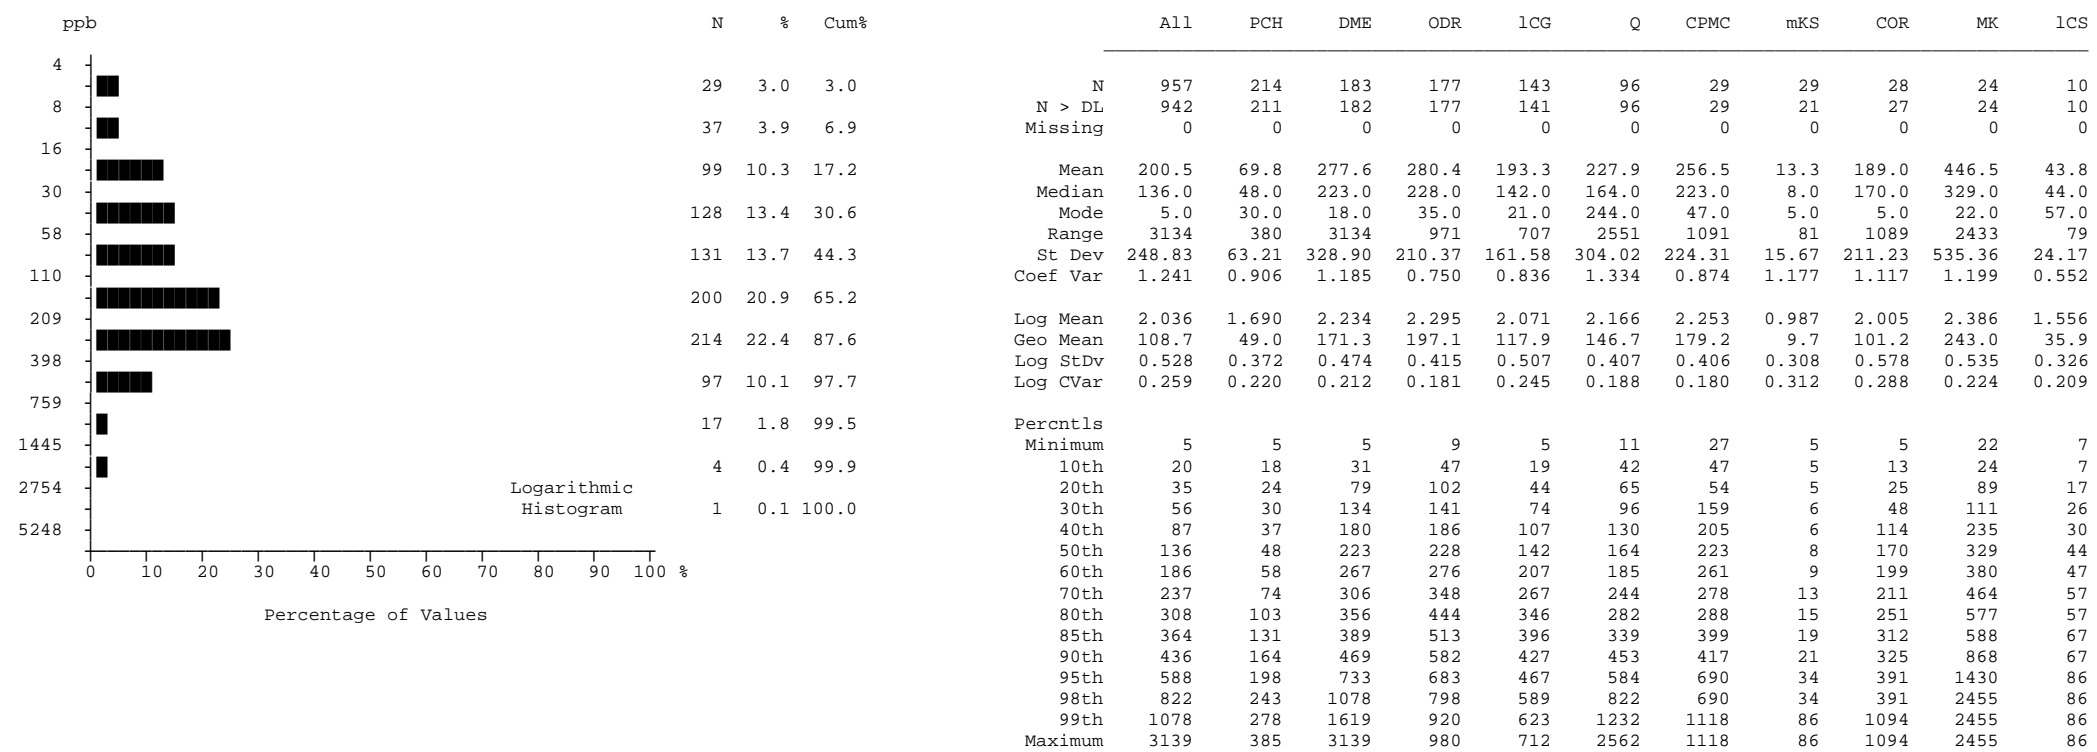 ppb N % Cum% All PCH DME ODR lCG Q CPMC mKS COR MK lCS
4
29 3.0 3.0 N 957 214 183 177 143 96 29 29 28 24 10
8 N > DL 942 211 182 177 141 96 29 21 27 24 10
37 3.9 6.9 Missing 0 0 0 0 0 0 0 0 0 0 0
16
99 10.3 17.2 Mean 200.5 69.8 277.6 280.4 193.3 227.9 256.5 13.3 189.0 446.5 43.8
30 Median 136.0 48.0 223.0 228.0 142.0 164.0 223.0 8.0 170.0 329.0 44.0
128 13.4 30.6 Mode 5.0 30.0 18.0 35.0 21.0 244.0 47.0 5.0 5.0 22.0 57.0
58 Range 3134 380 3134 971 707 2551 1091 81 1089 2433 79
131 13.7 44.3 St Dev 248.83 63.21 328.90 210.37 161.58 304.02 224.31 15.67 211.23 535.36 24.17
110 Coef Var 1.241 0.906 1.185 0.750 0.836 1.334 0.874 1.177 1.117 1.199 0.552
200 20.9 65.2
209 Log Mean 2.036 1.690 2.234 2.295 2.071 2.166 2.253 0.987 2.005 2.386 1.556
214 22.4 87.6 Geo Mean 108.7 49.0 171.3 197.1 117.9 146.7 179.2 9.7 101.2 243.0 35.9
398 Log StDv 0.528 0.372 0.474 0.415 0.507 0.407 0.406 0.308 0.578 0.535 0.326
97 10.1 97.7 Log CVar 0.259 0.220 0.212 0.181 0.245 0.188 0.180 0.312 0.288 0.224 0.209
759
17 1.8 99.5 Percntls
1445 Minimum 5 5 5 9 5 11 27 5 5 22 7
4 0.4 99.9 10th 20 18 31 47 19 42 47 5 13 24 7
2754 Logarithmic 20th 35 24 79 102 44 65 54 5 25 89 17
Histogram 1 0.1 100.0 30th 56 30 134 141 74 96 159 6 48 111 26
5248 40th 87 37 180 186 107 130 205 6 114 235 30
50th 136 48 223 228 142 164 223 8 170 329 44
0 10 20 30 40 50 60 70 80 90 100 % 60th 186 58 267 276 207 185 261 9 199 380 47
70th 237 74 306 348 267 244 278 13 211 464 57
Percentage of Values 80th 308 103 356 444 346 282 288 15 251 577 57
85th 364 131 389 513 396 339 399 19 312 588 67
90th 436 164 469 582 427 453 417 21 325 868 67
95th 588 198 733 683 467 584 690 34 391 1430 86
98th 822 243 1078 798 589 822 690 34 391 2455 86
99th 1078 278 1619 920 623 1232 1118 86 1094 2455 86
Maximum 3139 385 3139 980 712 2562 1118 86 1094 2455 86